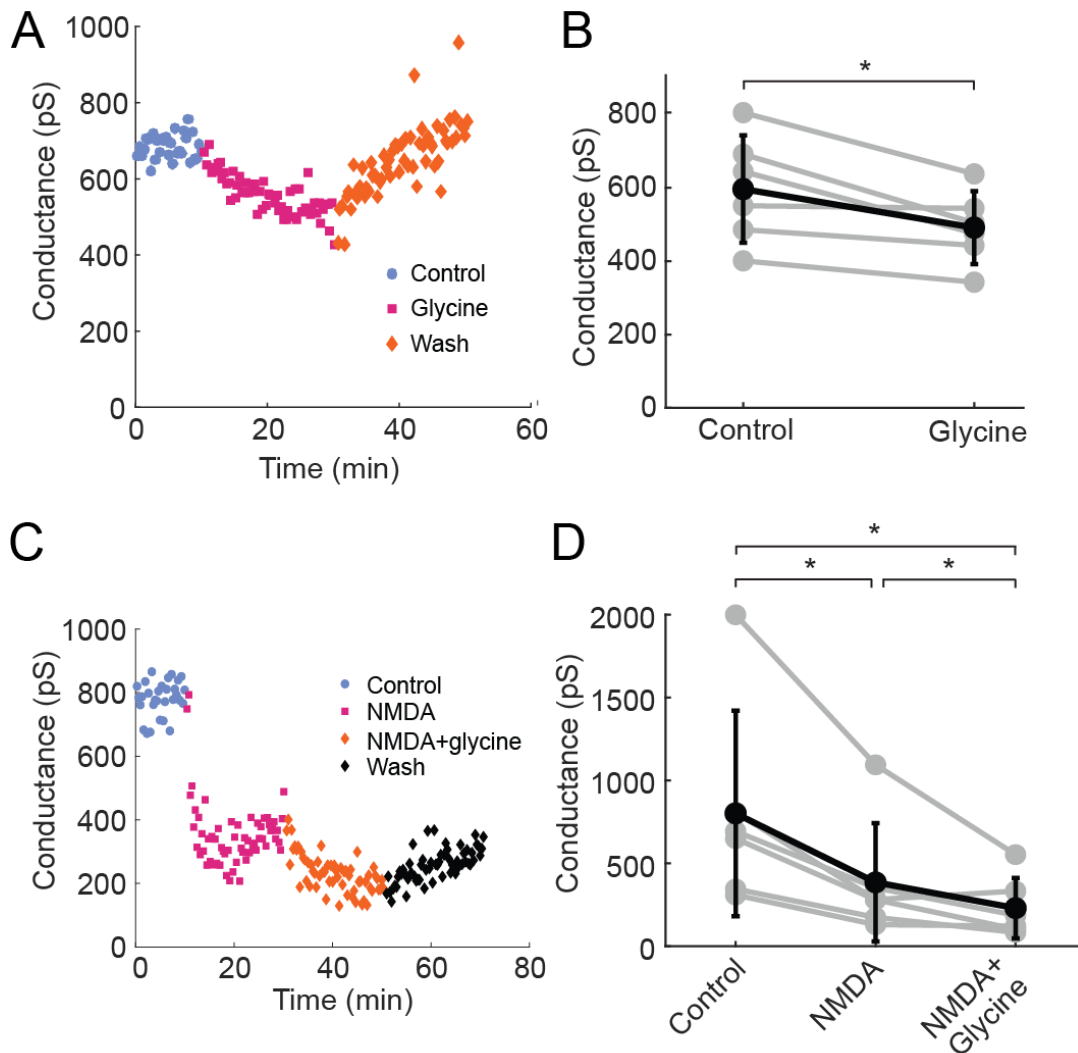 A
Conductance (pS)
1000
800
600
400
200
0
0
20
40
60
Time (min)
Control
Glycine
Wash
B
*
Conductance (pS)
800
600
400
200
0
Control
Glycine
C
Conductance (pS)
1000
800
600
400
200
0
0
20
40
60
80
Time (min)
Control
NMDA
NMDA+glycine
Wash
D
*
*
*
Conductance (pS)
2000
1500
1000
500
0
Control
NMDA
NMDA+
Glycine